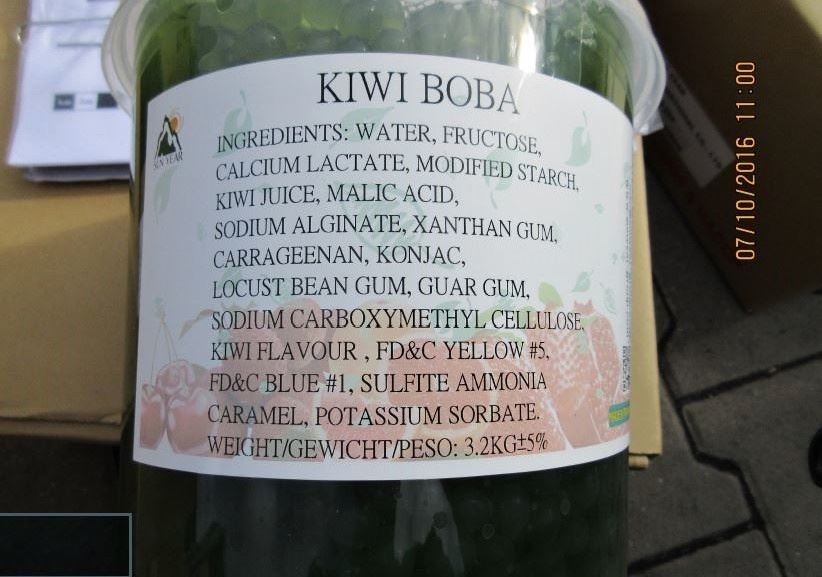 KIWI BOBA
SUN YEAR
INGREDIENTS: WATER, FRUCTOSE,
CALCIUM LACTATE, MODIFIED STARCH,
KIWI JUICE, MALIC ACID,
SODIUM ALGINATE, XANTHAN GUM,
CARRAGEENAN, KONJAC,
LOCUST BEAN GUM, GUAR GUM,
SODIUM CARBOXYMETHYL CELLULOSE,
KIWI FLAVOUR , FD&C YELLOW #5,
FD&C BLUE #1, SULFITE AMMONIA
CARAMEL, POTASSIUM SORBATE.
WEIGHT/GEWICHT/PESO: 3.2KG±5%
07/10/2016 11:00